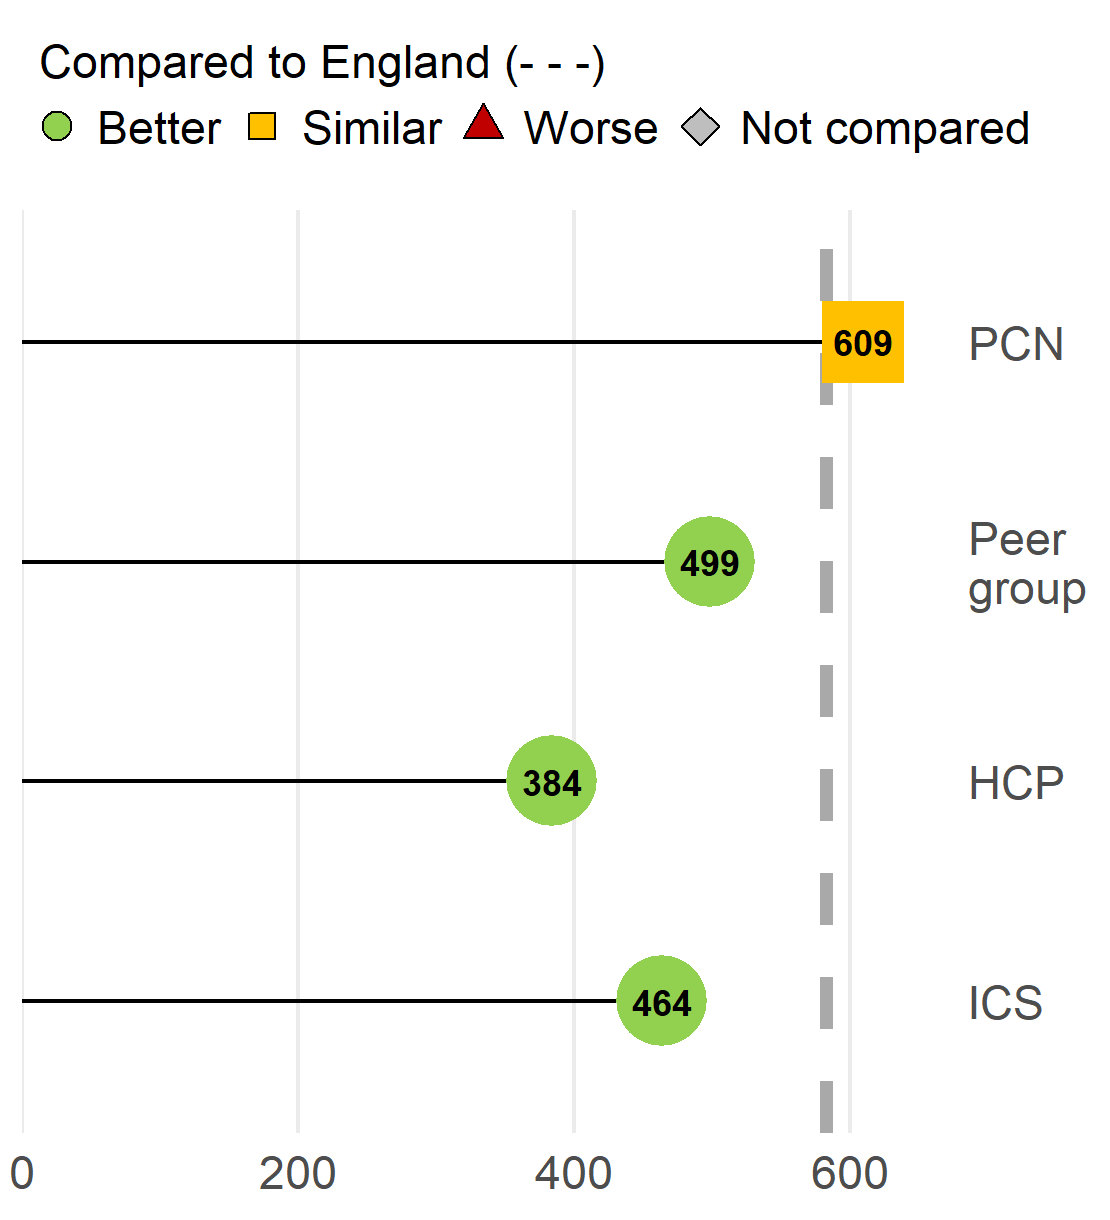 Compared to England (- - -)
Better Similar Worse Not compared
609 PCN
499 Peer
group
384 HCP
464 ICS
0 200 400 600